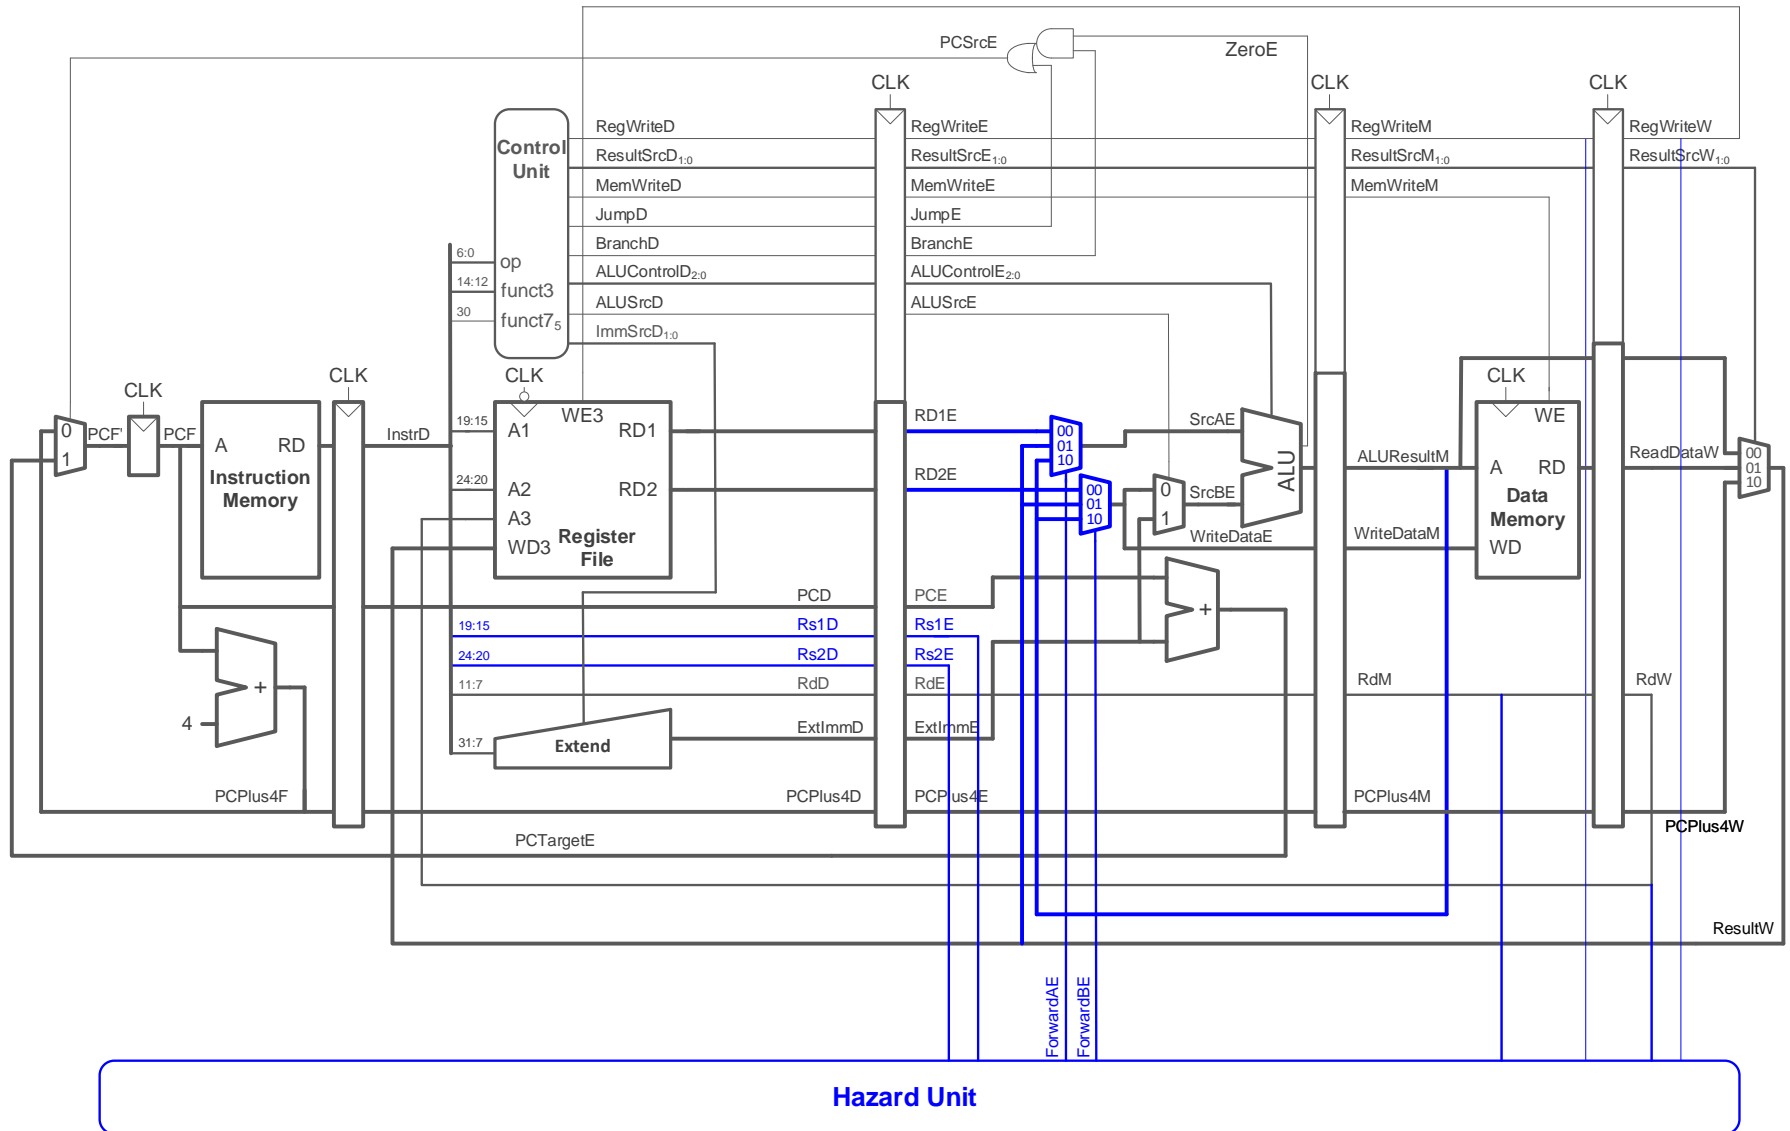 PCSrcE
ZeroE
CLK
CLK
CLK
Control
Unit
op
funct3
funct7₅
6:0
14:12
30
RegWriteD
ResultSrcD₁:₀
MemWriteD
JumpD
BranchD
ALUControlD₂:₀
ALUSrcD
ImmSrcD₁:₀
RegWriteE
ResultSrcE₁:₀
MemWriteE
JumpE
BranchE
ALUControlE₂:₀
ALUSrcE
RegWriteM
ResultSrcM₁:₀
MemWriteM
RegWriteW
ResultSrcW₁:₀
0
1
PCF'
CLK
PCF
A
RD
Instruction
Memory
CLK
InstrD
19:15
24:20
CLK
WE3
A1
RD1
A2
RD2
A3
WD3
Register
File
RD1E
RD2E
00
01
10
00
01
10
0
1
SrcAE
SrcBE
ALU
WriteDataE
ALUResultM
WriteDataM
CLK
WE
A
RD
Data
Memory
WD
ReadDataW
00
01
10
PCD
PCE
19:15
Rs1D
Rs1E
24:20
Rs2D
Rs2E
11:7
RdD
RdE
RdM
RdW
+
+
4
31:7
Extend
ExtImmD
ExtImmE
PCPlus4F
PCPlus4D
PCPlus4E
PCPlus4M
PCPlus4W
PCTargetE
ResultW
ForwardAE
ForwardBE
Hazard Unit